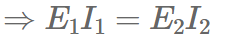 ⇒ E₁I₁ = E₂I₂